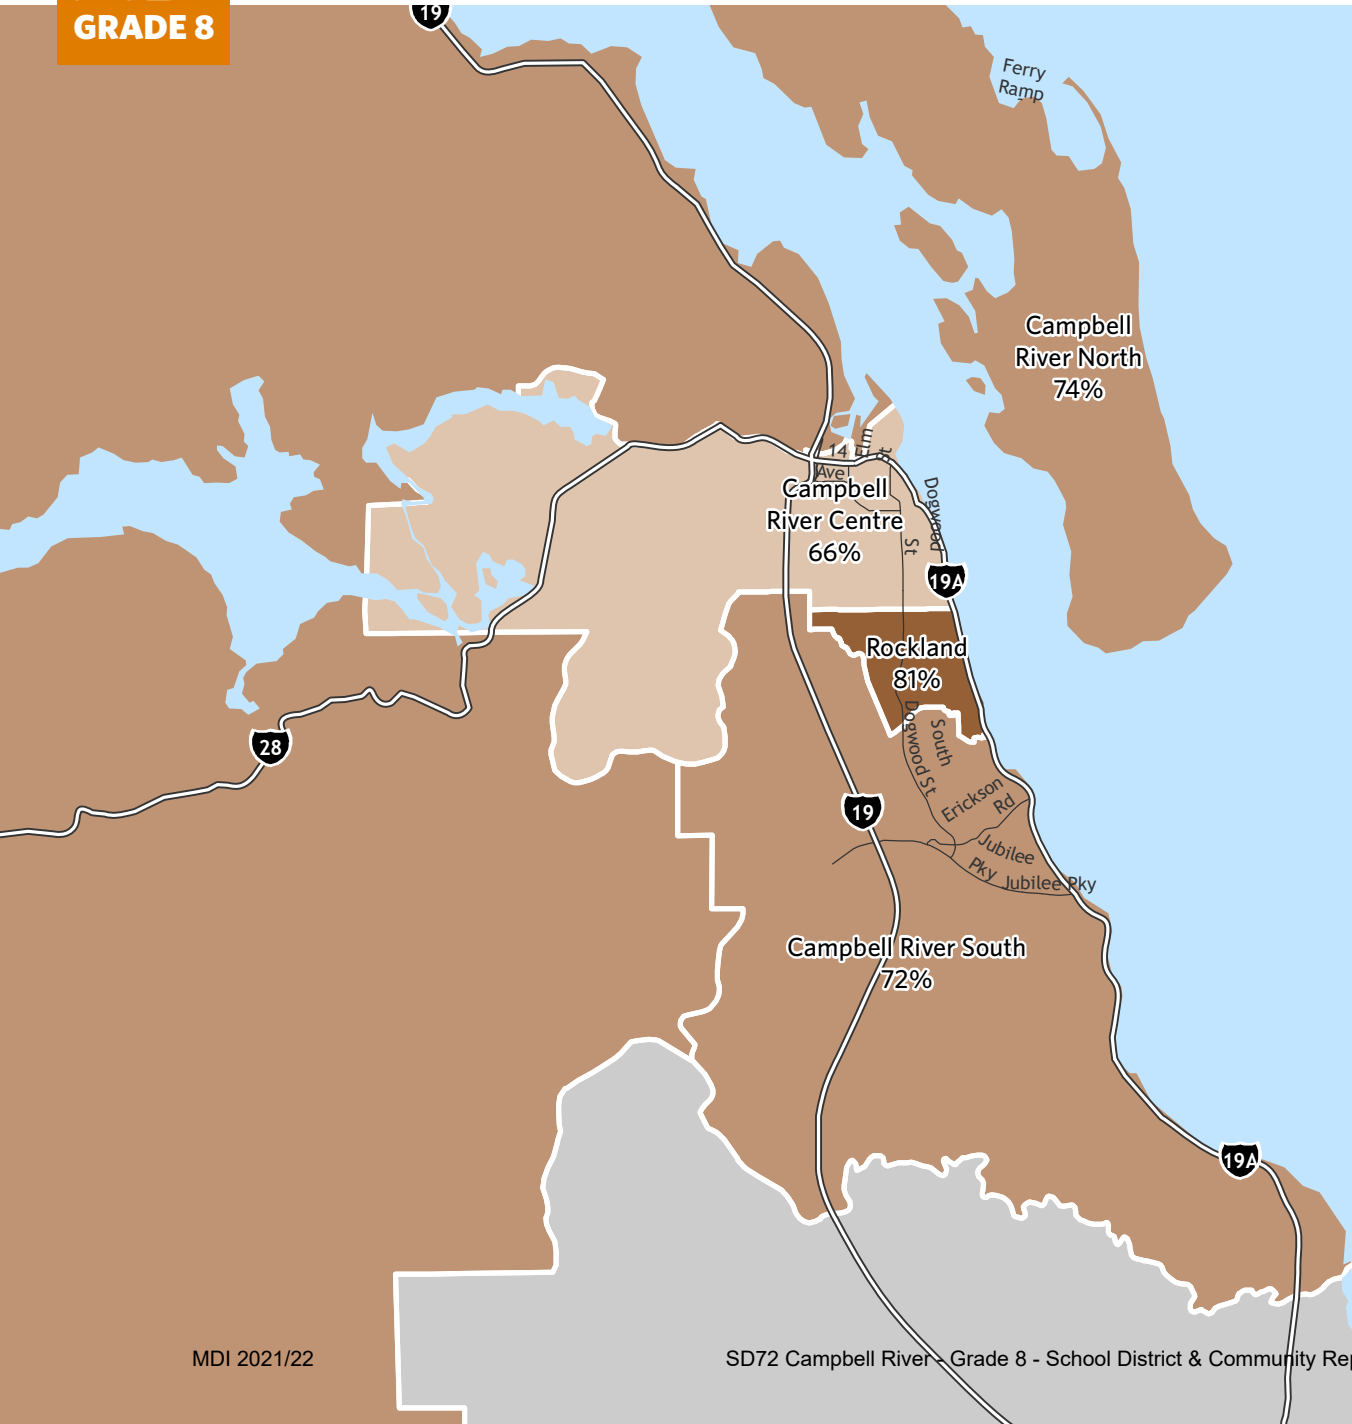 GRADE 8
19
Ferry
Ramp
Campbell
River North
74%
14
Ave
Elm
St
Campbell
River Centre
66%
Dogwood
St
19A
Rockland
81%
Dogwood St
South
28
19
Erickson
Rd
Jubilee
Pky
Jubilee Pky
Campbell River South
72%
19A
MDI 2021/22
SD72 Campbell River - Grade 8 - School District & Community Rep